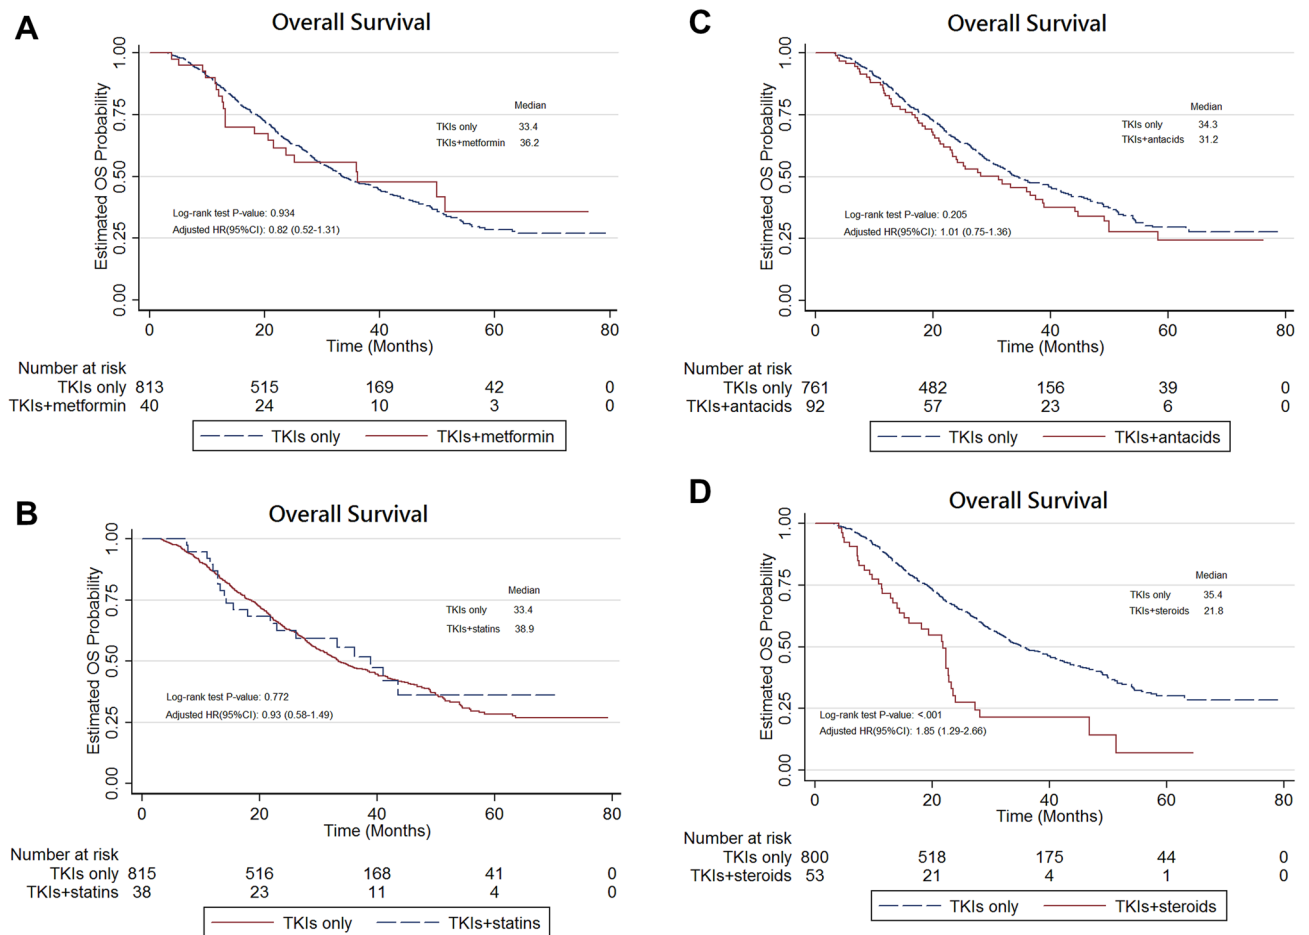 A
Overall Survival
Estimated OS Probability
1.00
0.75
0.50
0.25
0.00
Median
TKIs only 33.4
TKIs+metformin 36.2
Log-rank test P-value: 0.934
Adjusted HR(95%CI): 0.82 (0.52-1.31)
0 20 40 60 80
Time (Months)
Number at risk
TKIs only 813 515 169 42 0
TKIs+metformin 40 24 10 3 0
TKIs only TKIs+metformin
B
Overall Survival
Estimated OS Probability
1.00
0.75
0.50
0.25
0.00
Median
TKIs only 33.4
TKIs+statins 38.9
Log-rank test P-value: 0.772
Adjusted HR(95%CI): 0.93 (0.58-1.49)
0 20 40 60 80
Time (Months)
Number at risk
TKIs only 815 516 168 41 0
TKIs+statins 38 23 11 4 0
TKIs only TKIs+statins
C
Overall Survival
Estimated OS Probability
1.00
0.75
0.50
0.25
0.00
Median
TKIs only 34.3
TKIs+antacids 31.2
Log-rank test P-value: 0.205
Adjusted HR(95%CI): 1.01 (0.75-1.36)
0 20 40 60 80
Time (Months)
Number at risk
TKIs only 761 482 156 39 0
TKIs+antacids 92 57 23 6 0
TKIs only TKIs+antacids
D
Overall Survival
Estimated OS Probability
1.00
0.75
0.50
0.25
0.00
Median
TKIs only 35.4
TKIs+steroids 21.8
Log-rank test P-value: <.001
Adjusted HR(95%CI): 1.85 (1.29-2.66)
0 20 40 60 80
Time (Months)
Number at risk
TKIs only 800 518 175 44 0
TKIs+steroids 53 21 4 1 0
TKIs only TKIs+steroids